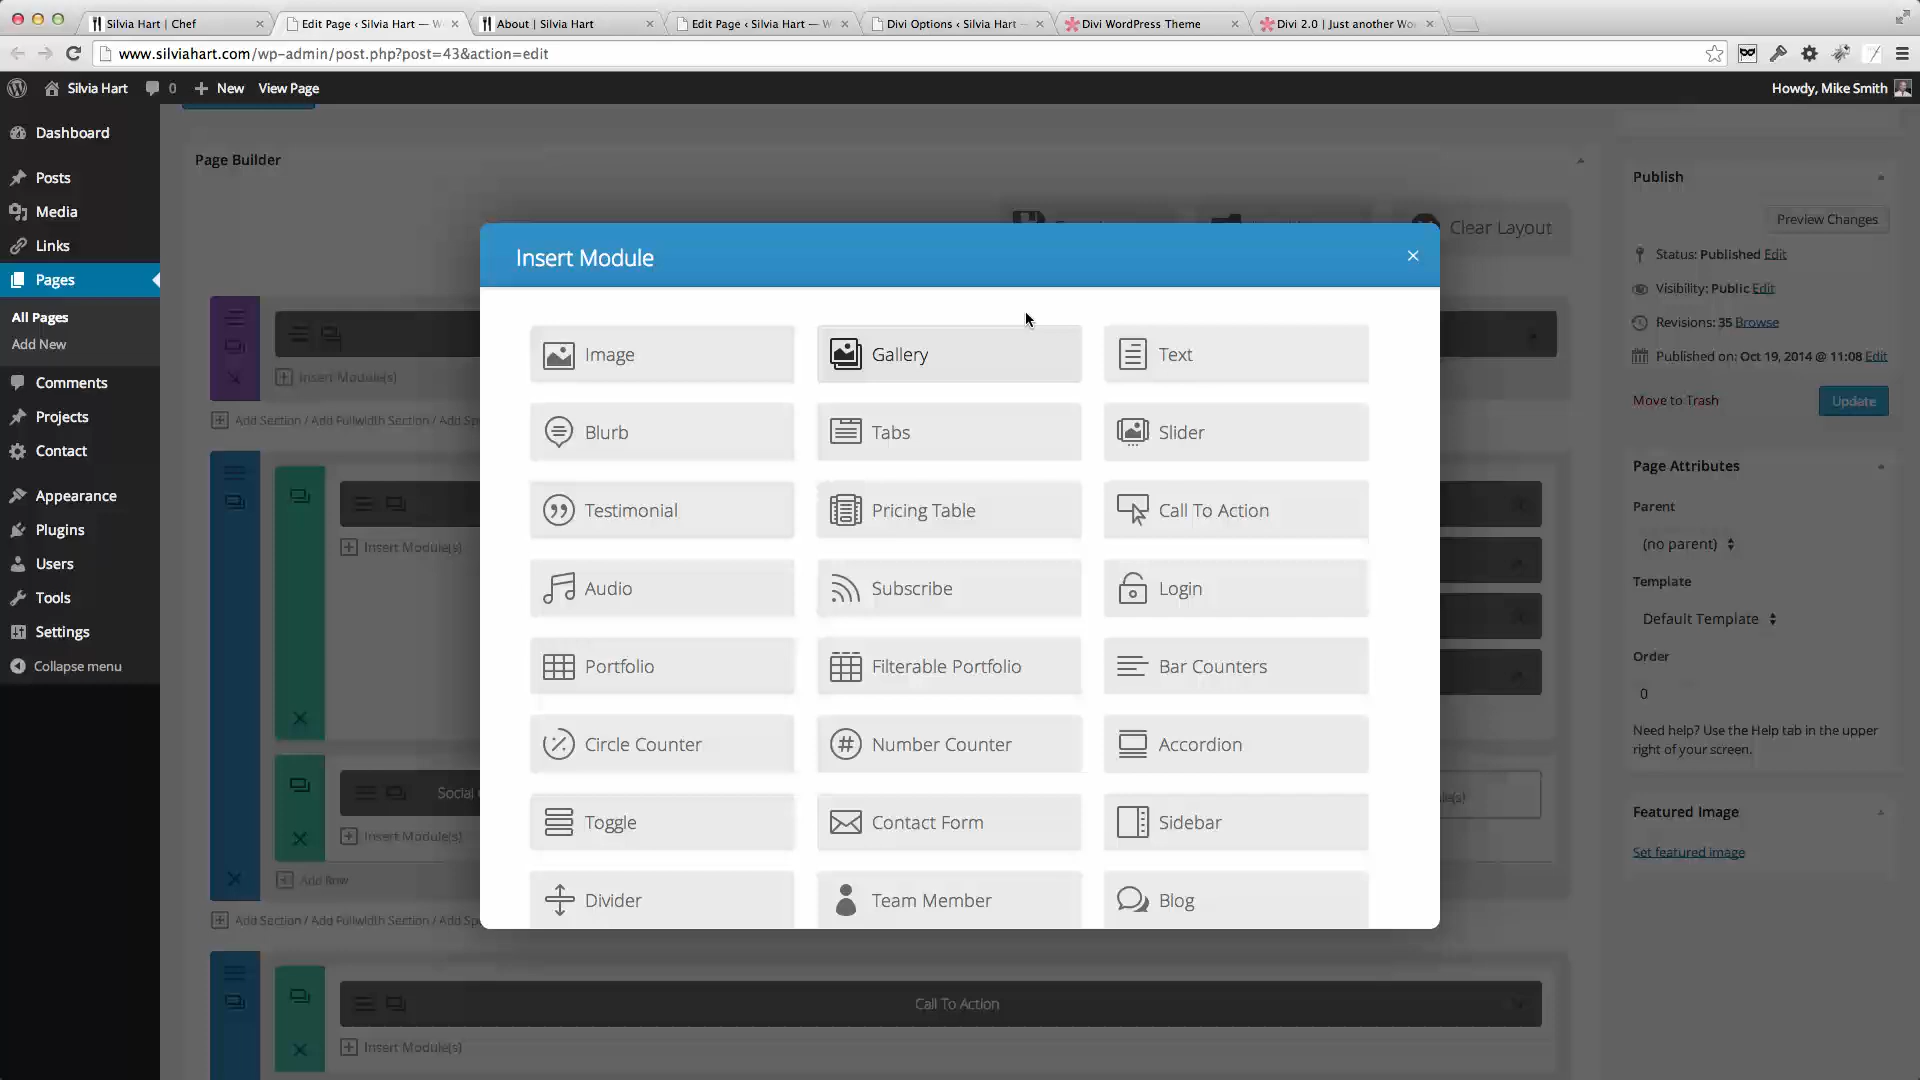 Silvia Hart | Chef
Edit Page ‹ Silvia Hart — W
About | Silvia Hart
Edit Page ‹ Silvia Hart — W
Divi Options ‹ Silvia Hart —
Divi WordPress Theme
Divi 2.0 | Just another Wo
www.silviahart.com/wp-admin/post.php?post=43&action=edit
Silvia Hart
0
New
View Page
Howdy, Mike Smith
Dashboard
Posts
Media
Links
Pages
All Pages
Add New
Comments
Projects
Contact
Appearance
Plugins
Users
Tools
Settings
Collapse menu
Page Builder
Clear Layout
Insert Module(s)
Add Section / Add Fullwidth Section / Add Sp
Insert Module(s)
Social
Insert Module(s)
Add Row
Add Section / Add Fullwidth Section / Add Sp
Call To Action
Insert Module(s)
Insert Module
Image
Gallery
Text
Blurb
Tabs
Slider
Testimonial
Pricing Table
Call To Action
Audio
Subscribe
Login
Portfolio
Filterable Portfolio
Bar Counters
Circle Counter
Number Counter
Accordion
Toggle
Contact Form
Sidebar
Divider
Team Member
Blog
Publish
Preview Changes
Status: Published Edit
Visibility: Public Edit
Revisions: 35 Browse
Published on: Oct 19, 2014 @ 11:08 Edit
Move to Trash
Update
Page Attributes
Parent
(no parent)
Template
Default Template
Order
0
Need help? Use the Help tab in the upper
right of your screen.
Featured Image
Set featured image